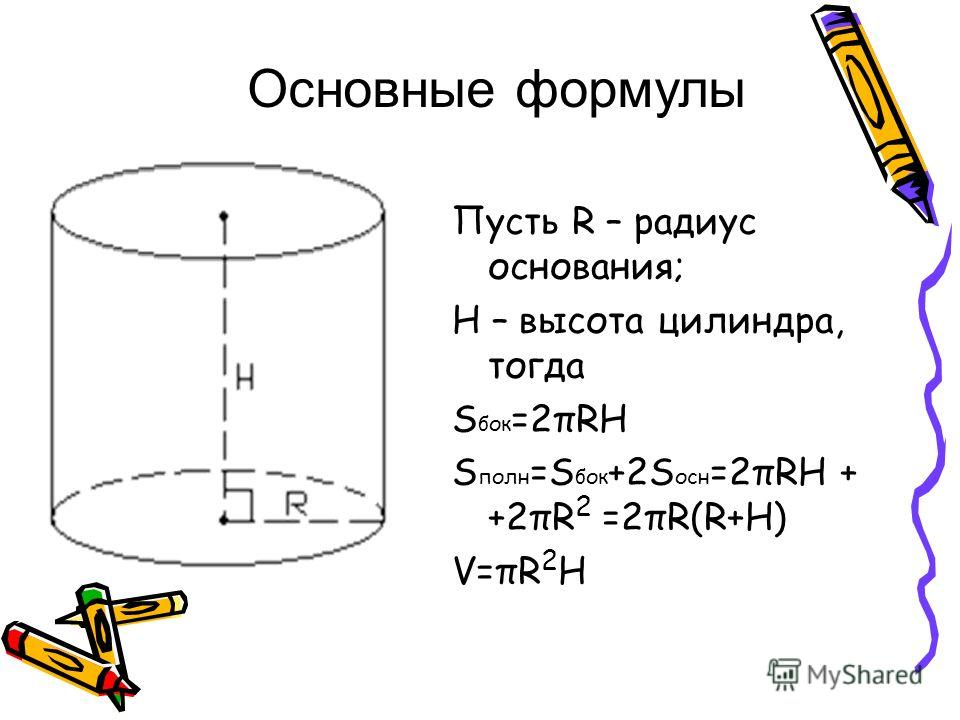 Основные формулы
Пусть R – радиус
основания;
H – высота цилиндра,
тогда
Sбок=2πRH
Sполн=Sбок+2Sосн=2πRH +
+2πR² =2πR(R+H)
V=πR²H
H
R
MyShared